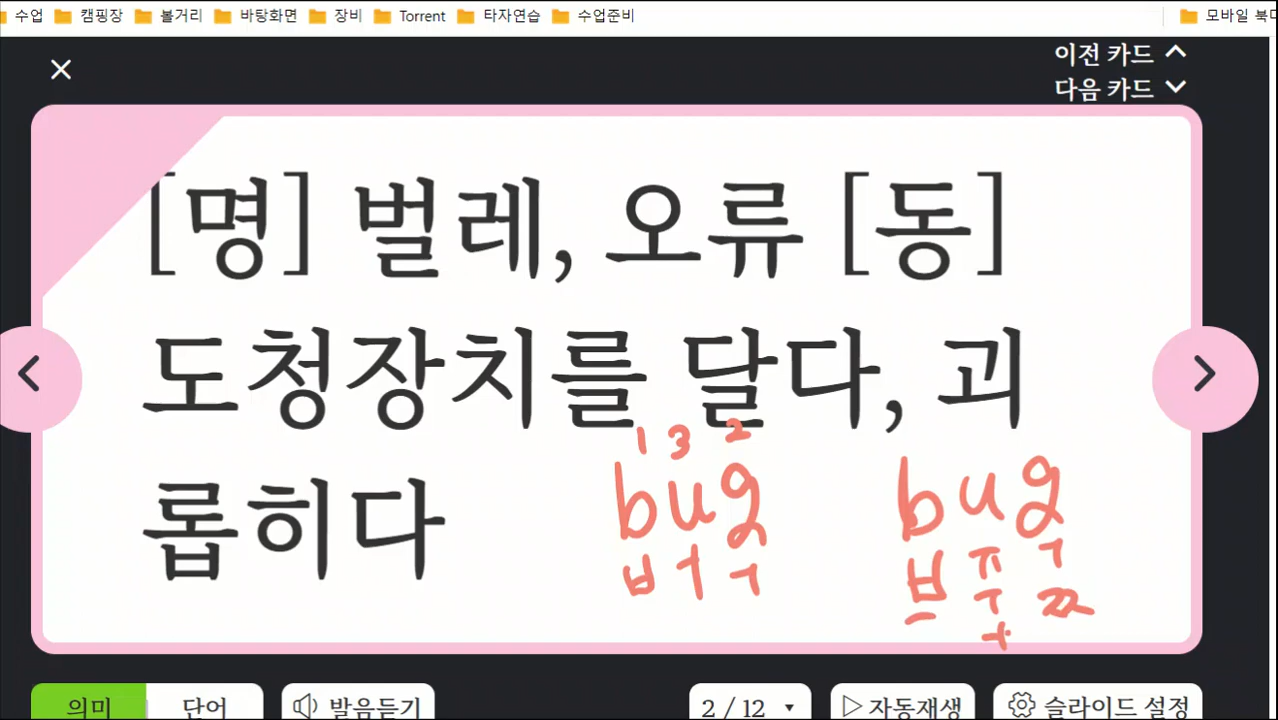 수업 캠핑장 볼거리 바탕화면 장비 Torrent 타자연습 수업준비 모바일 북
이전 카드
다음 카드
[명] 벌레, 오류 [동]
도청장치를 달다, 괴
롭히다
1 3 2
bug bug
ㅂ ㅓ ㄱ ㅂ ㅠ ㄱ
ㅡ ㅜ ㄲ
ㅓ
의미 단어 발음듣기 2 / 12 자동재생 슬라이드 설정